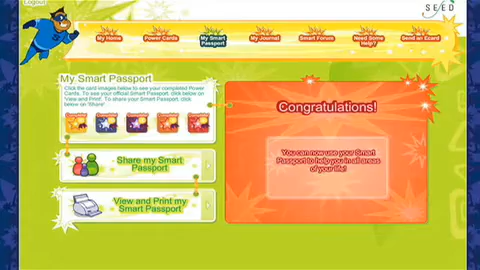 Logout
SEED
My Home
Power Cards
My Smart
Passport
My Journal
Smart Forum
Need Some
Help?
Send an Ecard
My Smart Passport
Click the card images below to see your completed Power
Cards. To see your official Smart Passport, click below on
"View and Print". To share your Smart Passport, click
below on "Share".
Share my Smart
Passport
View and Print my
Smart Passport
Congratulations!
You can now use your Smart
Passport to help you in all areas
of your life!